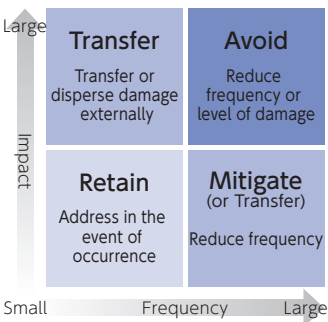 Large
Transfer
Transfer or
disperse damage
externally
Avoid
Reduce
frequency or
level of damage
Impact
Retain
Address in the
event of
occurrence
Mitigate
(or Transfer)
Reduce frequency
Small
Frequency
Large